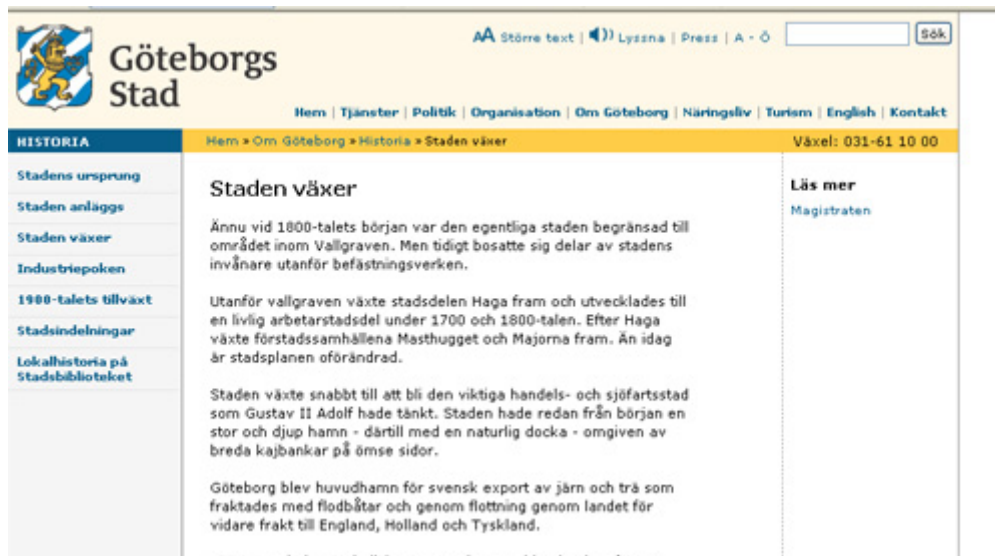 AA Större text | Lyssna | Press | A - Ö
Sök
Göteborgs
Stad
Hem | Tjänster | Politik | Organisation | Om Göteborg | Näringsliv | Turism | English | Kontakt
HISTORIA
Hem » Om Göteborg » Historia » Staden växer
Växel: 031-61 10 00
Stadens ursprung
Staden anläggs
Staden växer
Industriepoken
1900-talets tillväxt
Stadsindelningar
Lokalhistoria på
Stadsbiblioteket
Staden växer
Ännu vid 1800-talets början var den egentliga staden begränsad till
området inom Vallgraven. Men tidigt bosatte sig delar av stadens
invånare utanför befästningsverken.
Utanför vallgraven växte stadsdelen Haga fram och utvecklades till
en livlig arbetarstadsdel under 1700 och 1800-talen. Efter Haga
växte förstadssamhällena Masthugget och Majorna fram. Än idag
är stadsplanen oförändrad.
Staden växte snabbt till att bli den viktiga handels- och sjöfartsstad
som Gustav II Adolf hade tänkt. Staden hade redan från början en
stor och djup hamn - därtill med en naturlig docka - omgiven av
breda kajbankar på ömse sidor.
Göteborg blev huvudhamn för svensk export av järn och trä som
fraktades med flodbåtar och genom flottning genom landet för
vidare frakt till England, Holland och Tyskland.
Läs mer
Magistraten